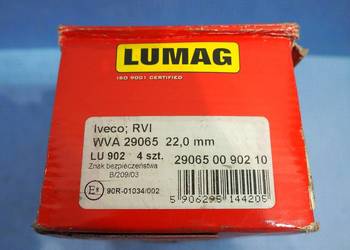 LUMAG
ISO 9001 CERTIFIED
Iveco; RVI
WVA 29065 22,0 mm
LU 902 4 szt. 29065 00 902 10
Znak bezpieczeństwa
B/209/03
90R-01034/002
5 906295 144205